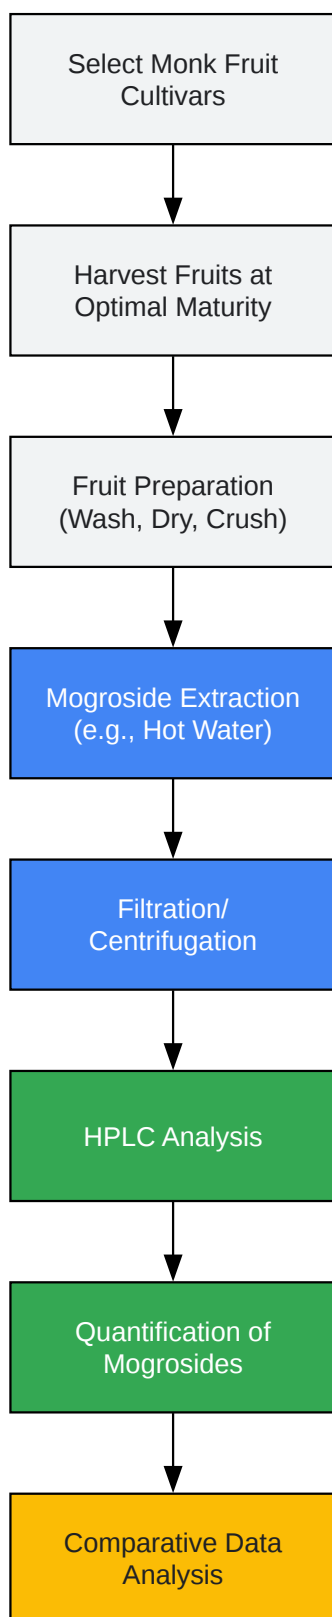 Select Monk Fruit
Cultivars
Harvest Fruits at
Optimal Maturity
Fruit Preparation
(Wash, Dry, Crush)
Mogroside Extraction
(e.g., Hot Water)
Filtration/
Centrifugation
HPLC Analysis
Quantification of
Mogrosides
Comparative Data
Analysis